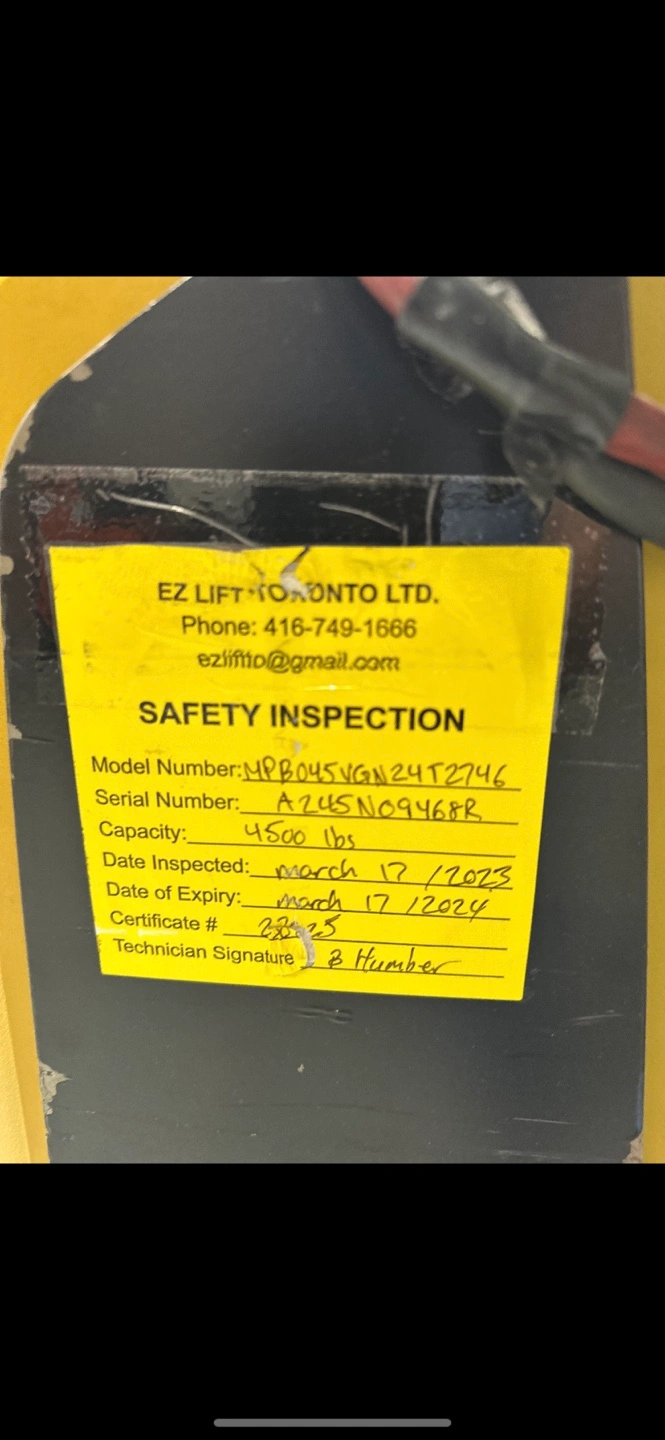 EZ LIFT TORONTO LTD.
Phone: 416-749-1666
ezliftto@gmail.com
SAFETY INSPECTION
Model Number: MPB045VGN24T2746
Serial Number: A245N09468R
Capacity: 4500 lbs
Date Inspected: march 17 /2023
Date of Expiry: march 17 /2024
Certificate #
Technician Signature B Humber